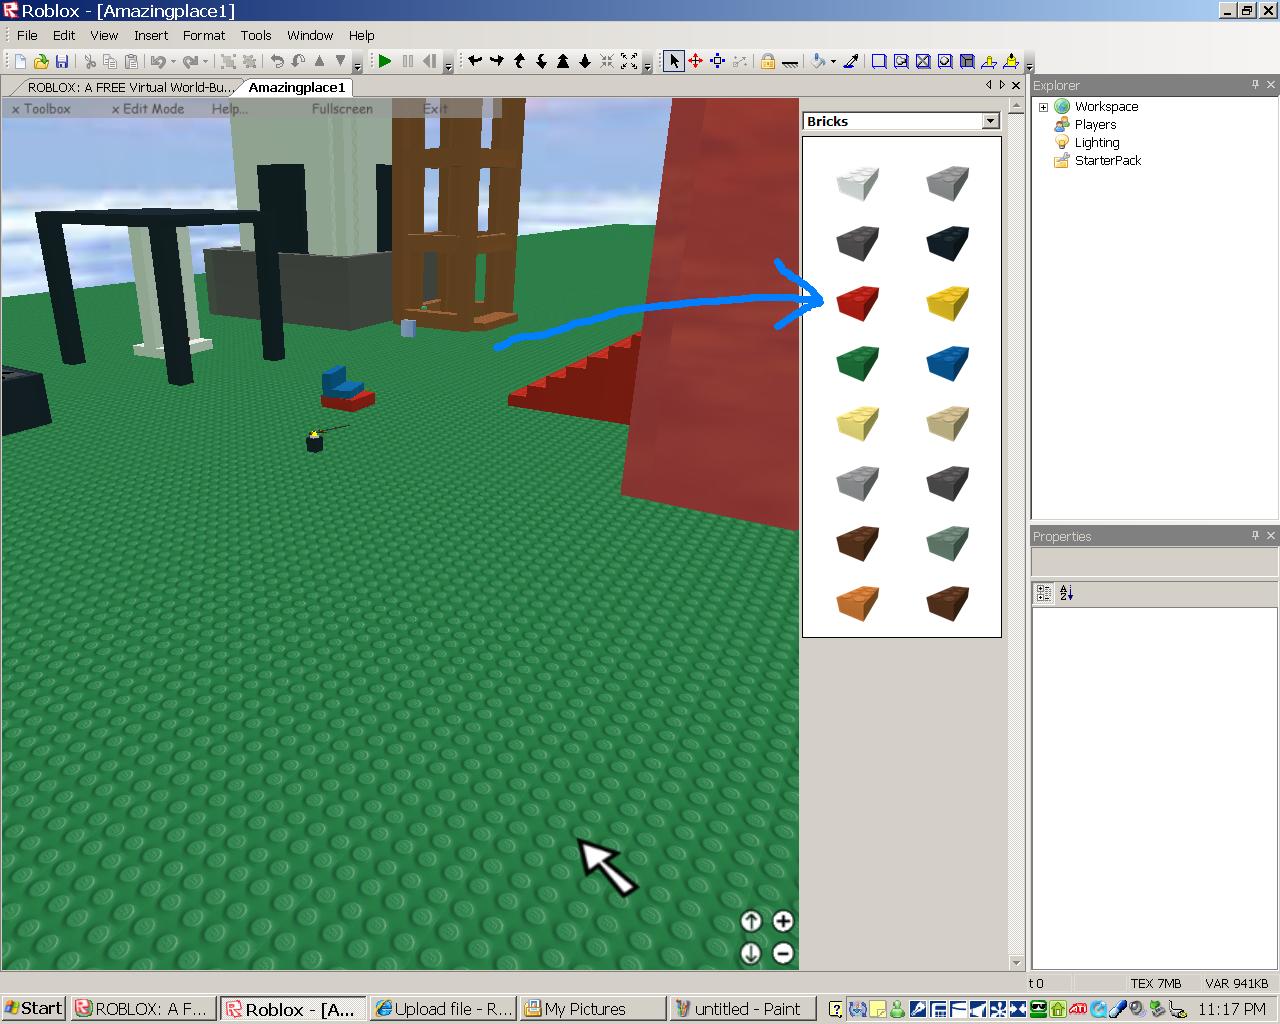 Roblox - [Amazingplace1]
File Edit View Insert Format Tools Window Help
ROBLOX: A FREE Virtual World-Bu... Amazingplace1
x Toolbox x Edit Mode Help... Fullscreen Exit
Bricks
Explorer
Workspace
Players
Lighting
StarterPack
Properties
t 0 TEX 7MB VAR 941KB
Start ROBLOX: A F... Roblox - [A... Upload file - R... My Pictures untitled - Paint 11:17 PM